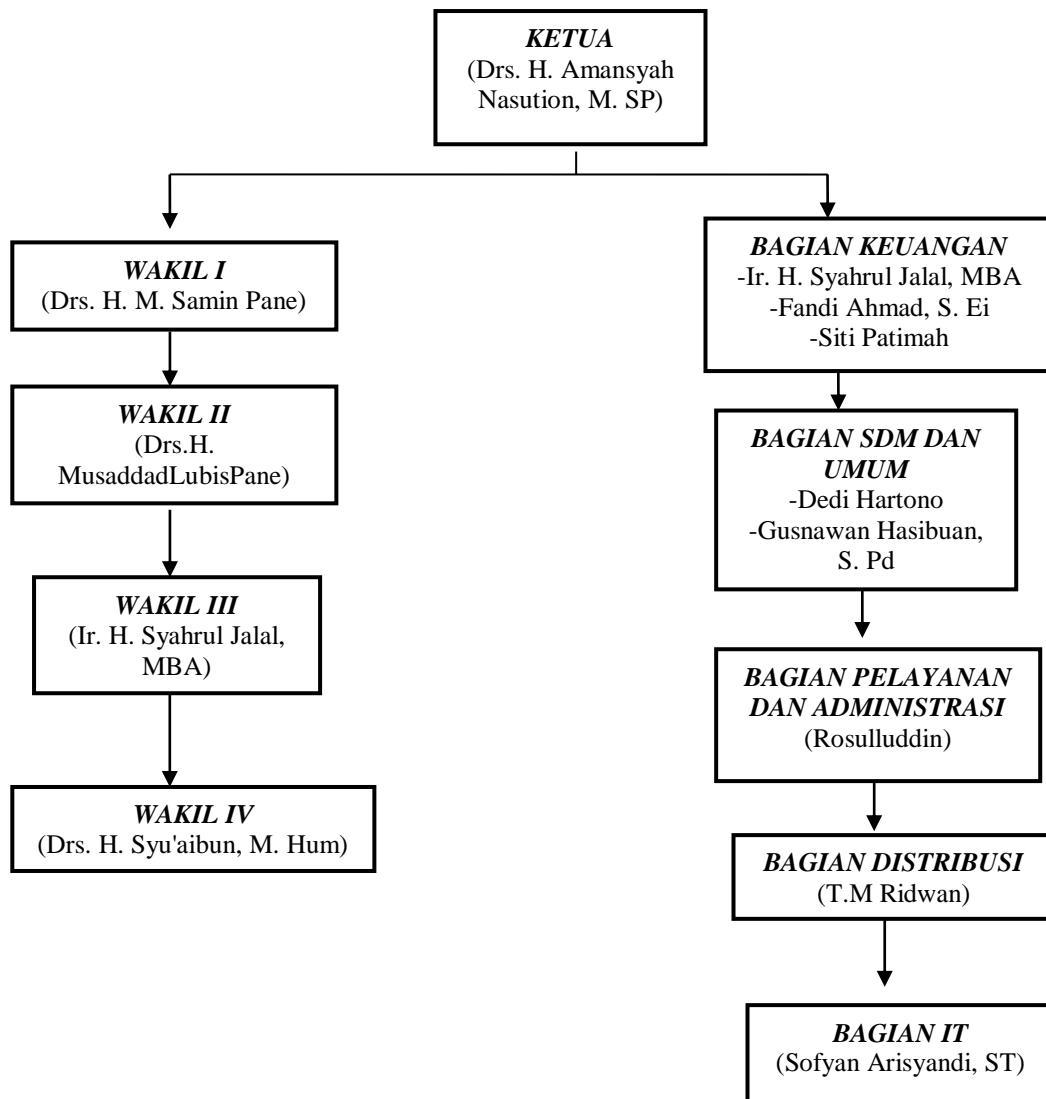 KETUA
(Drs. H. Amansyah
Nasution, M. SP)
WAKIL I
(Drs. H. M. Samin Pane)
WAKIL II
(Drs.H.
MusaddadLubisPane)
WAKIL III
(Ir. H. Syahrul Jalal,
MBA)
WAKIL IV
(Drs. H. Syu'aibun, M. Hum)
BAGIAN KEUANGAN
-Ir. H. Syahrul Jalal, MBA
-Fandi Ahmad, S. Ei
-Siti Patimah
BAGIAN SDM DAN
UMUM
-Dedi Hartono
-Gusnawan Hasibuan,
S. Pd
BAGIAN PELAYANAN
DAN ADMINISTRASI
(Rosulluddin)
BAGIAN DISTRIBUSI
(T.M Ridwan)
BAGIAN IT
(Sofyan Arisyandi, ST)